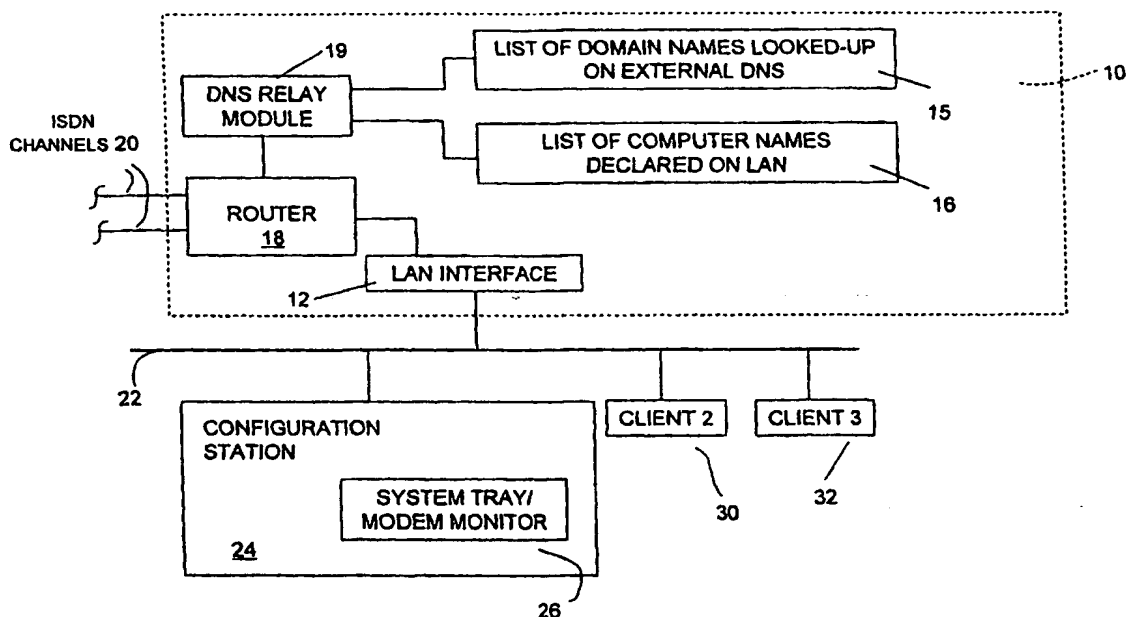 19
LIST OF DOMAIN NAMES LOOKED-UP
ON EXTERNAL DNS
10
DNS RELAY
MODULE
15
ISDN
CHANNELS 20
LIST OF COMPUTER NAMES
DECLARED ON LAN
16
ROUTER
18
LAN INTERFACE
12
22
CONFIGURATION
STATION
CLIENT 2
CLIENT 3
SYSTEM TRAY/
MODEM MONITOR
30
32
24
26